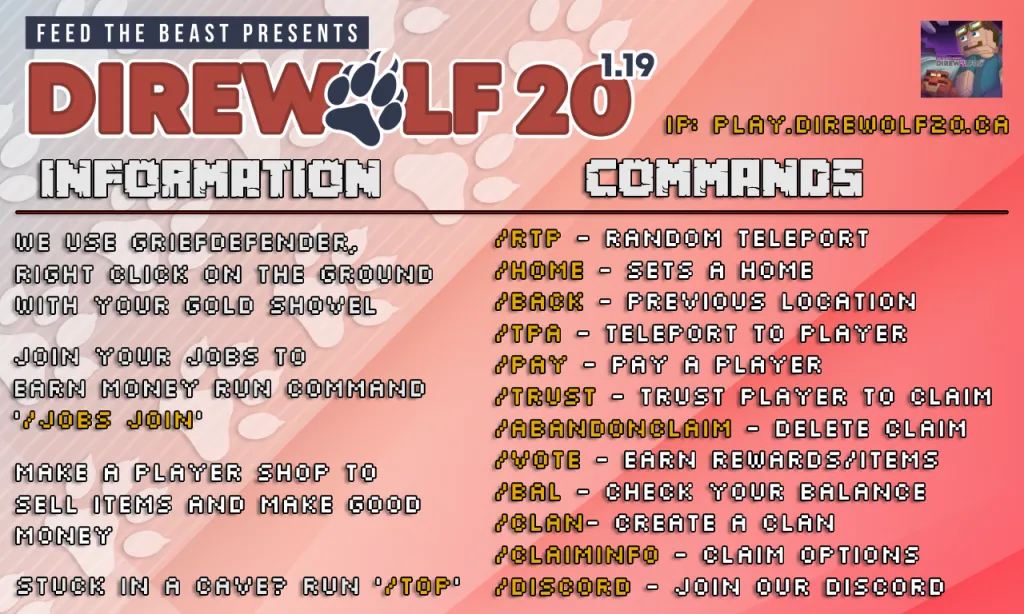 FEED THE BEAST PRESENTS
DIREWOLF20
1.19
IP: PLAY.DIREWOLF20.CA
INFORMATION
WE USE GRIEFDEFENDER,
RIGHT CLICK ON THE GROUND
WITH YOUR GOLD SHOVEL
JOIN YOUR JOBS TO
EARN MONEY RUN COMMAND
'/JOBS JOIN'
MAKE A PLAYER SHOP TO
SELL ITEMS AND MAKE GOOD
MONEY
STUCK IN A CAVE? RUN '/TOP'
COMMANDS
/RTP - RANDOM TELEPORT
/HOME - SETS A HOME
/BACK - PREVIOUS LOCATION
/TPA - TELEPORT TO PLAYER
/PAY - PAY A PLAYER
/TRUST - TRUST PLAYER TO CLAIM
/ABANDONCLAIM - DELETE CLAIM
/VOTE - EARN REWARDS/ITEMS
/BAL - CHECK YOUR BALANCE
/CLAN- CREATE A CLAN
/CLAIMINFO - CLAIM OPTIONS
/DISCORD - JOIN OUR DISCORD